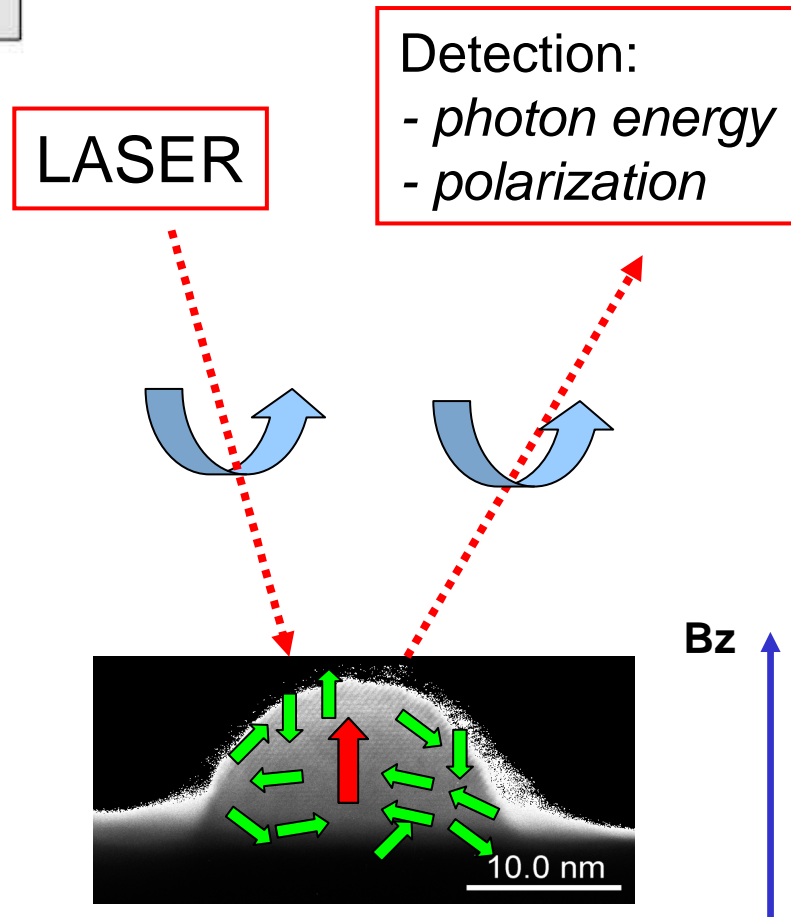 LASER
Detection:
- photon energy
- polarization
Bz
10.0 nm